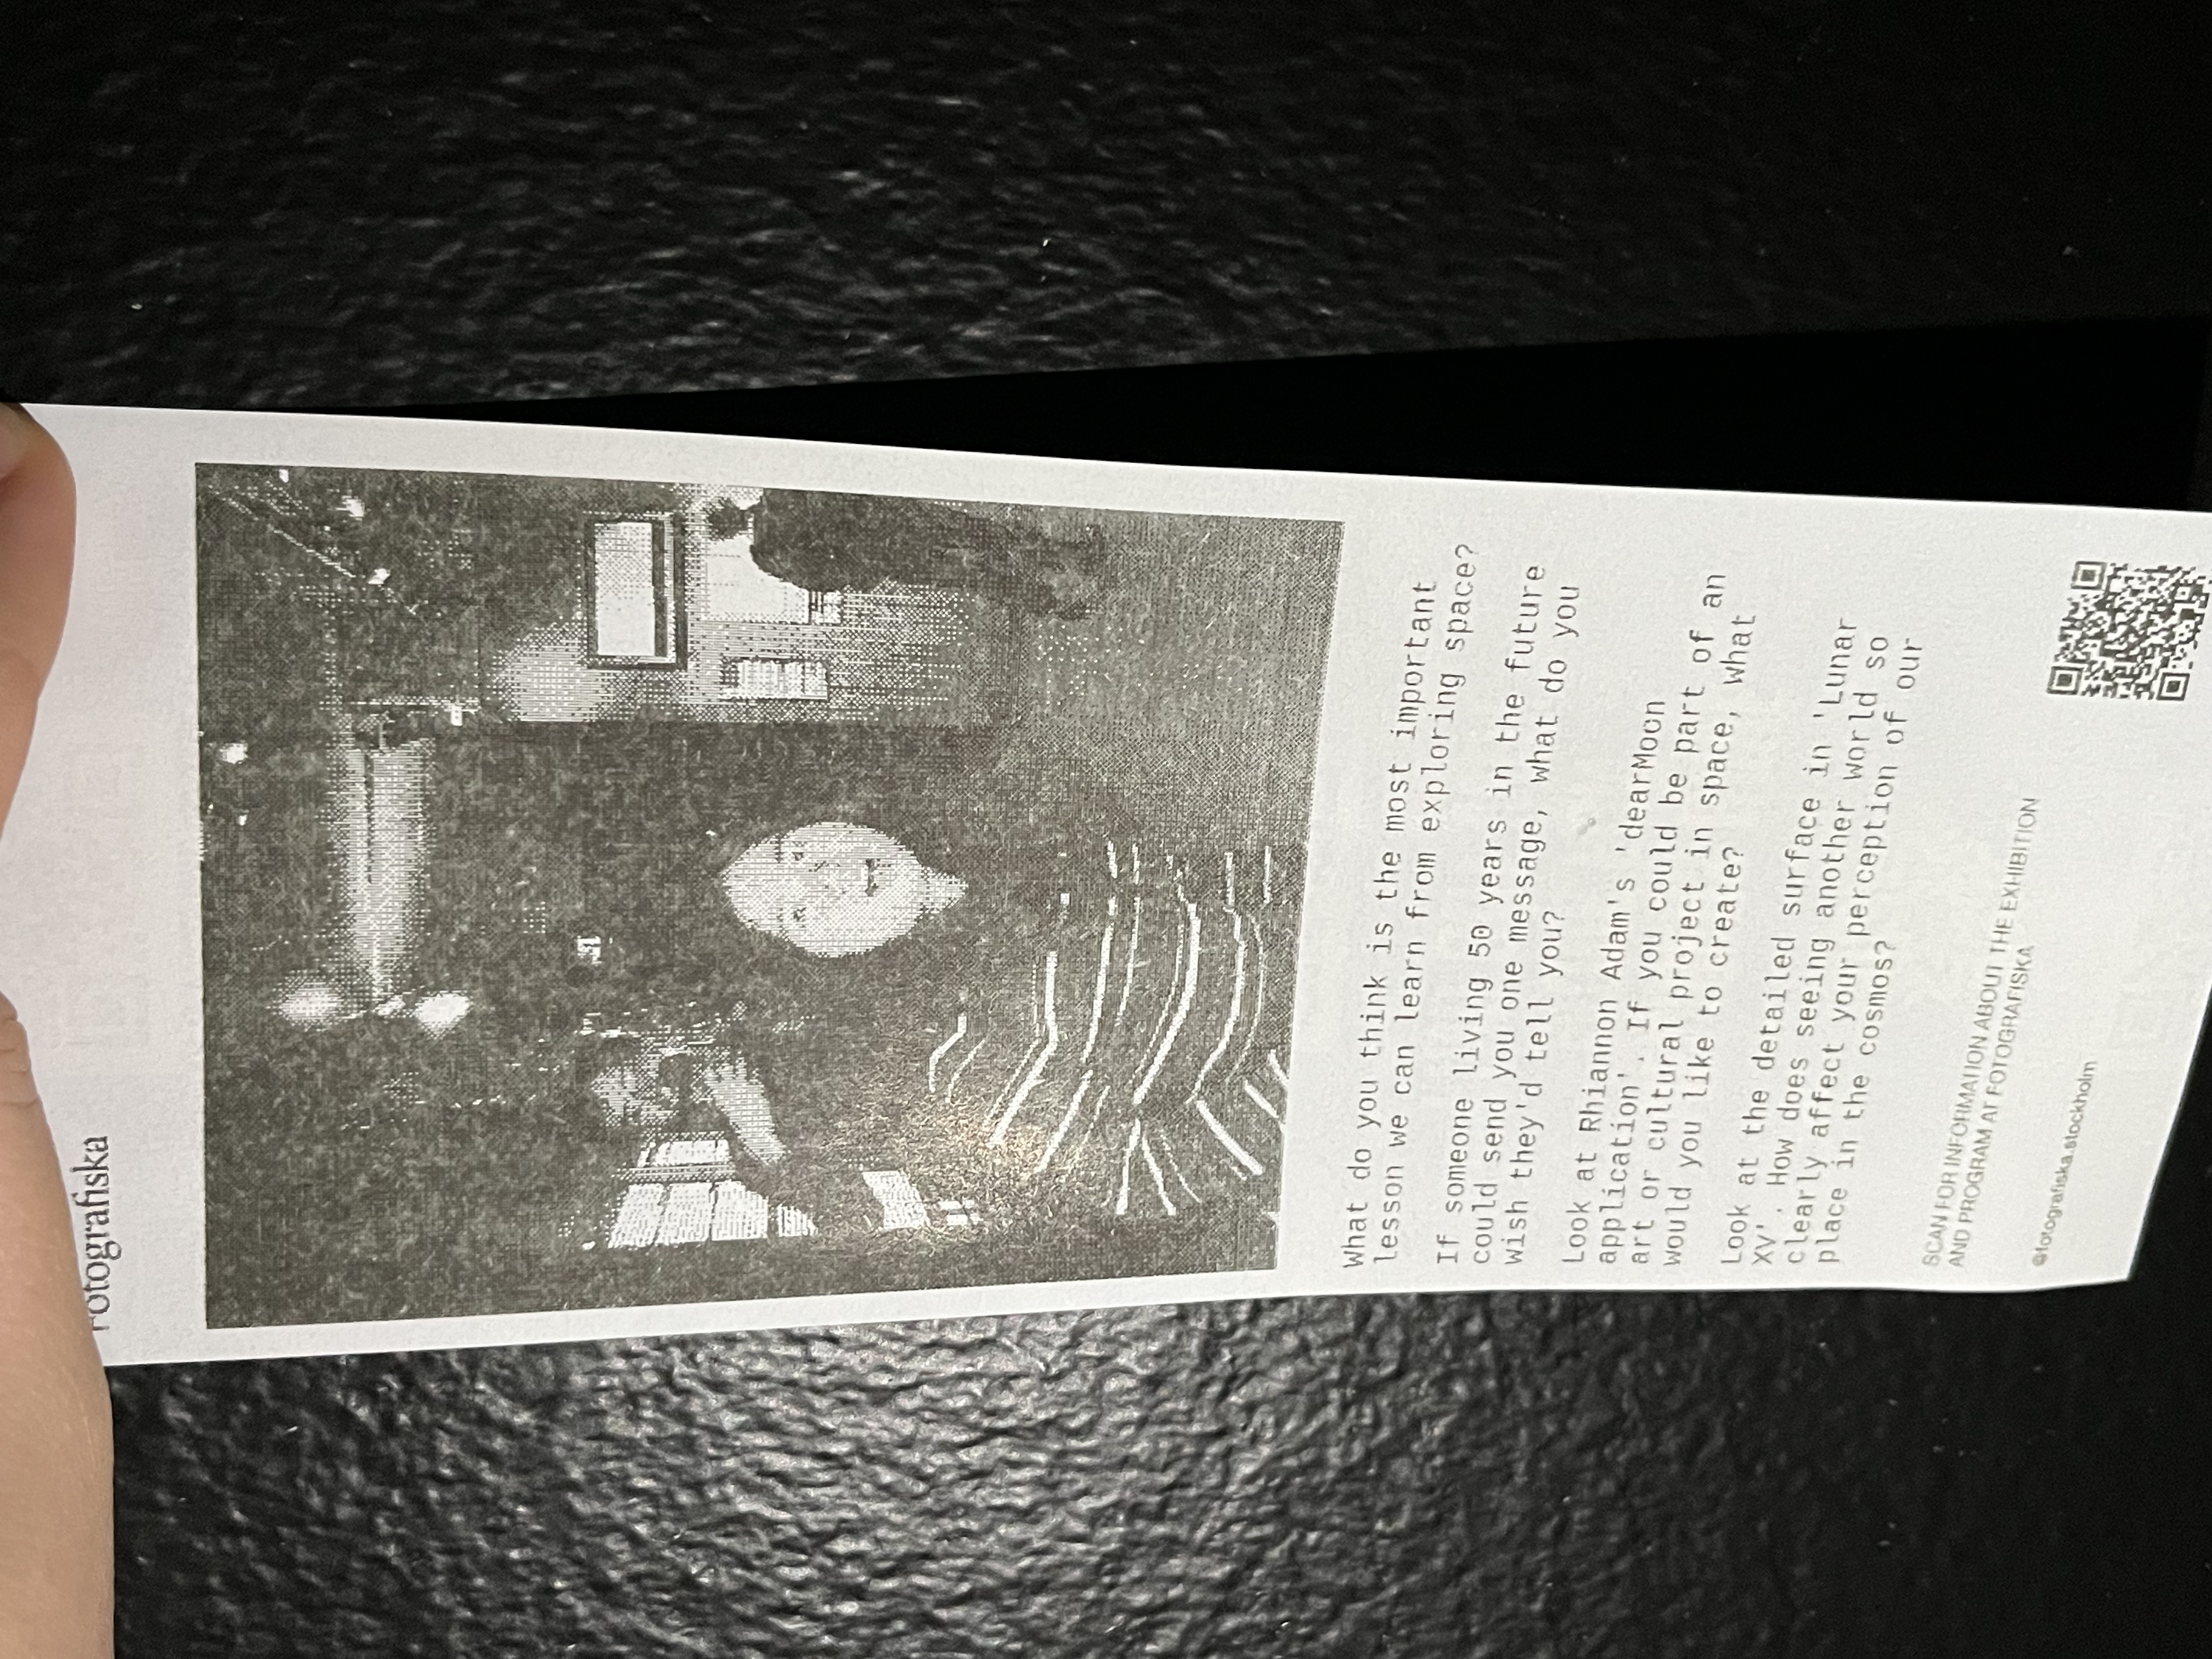 Fotografiska
What do you think is the most important
lesson we can learn from exploring space?
If someone living 50 years in the future
could send you one message, what do you
wish they'd tell you?
Look at Rhiannon Adam's 'dearMoon
application'. If you could be part of an
art or cultural project in space, what
would you like to create?
Look at the detailed surface in 'Lunar
XV'. How does seeing another world so
clearly affect your perception of our
place in the cosmos?
SCAN FOR INFORMATION ABOUT THE EXHIBITION
AND PROGRAM AT FOTOGRAFISKA
@fotografiska.stockholm